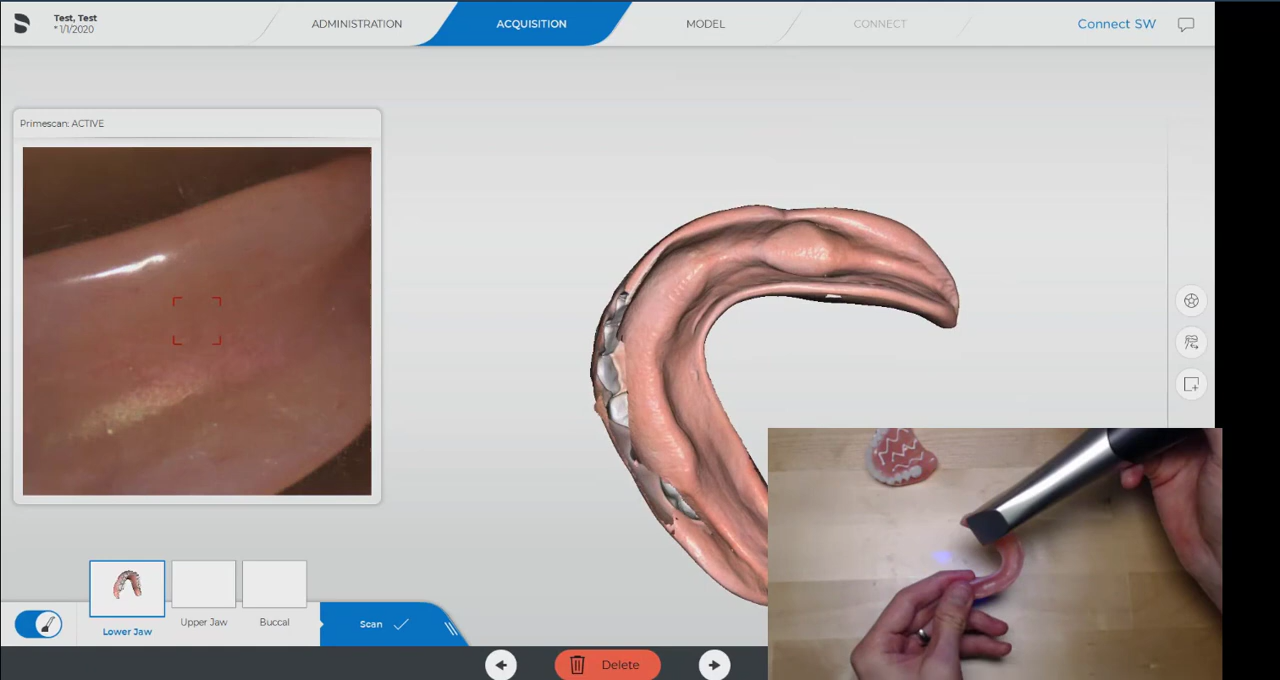 Test, Test
* 1/1/2020
ADMINISTRATION
ACQUISITION
MODEL
CONNECT
Connect SW
Primescan: ACTIVE
Lower Jaw
Upper Jaw
Buccal
Scan
Delete